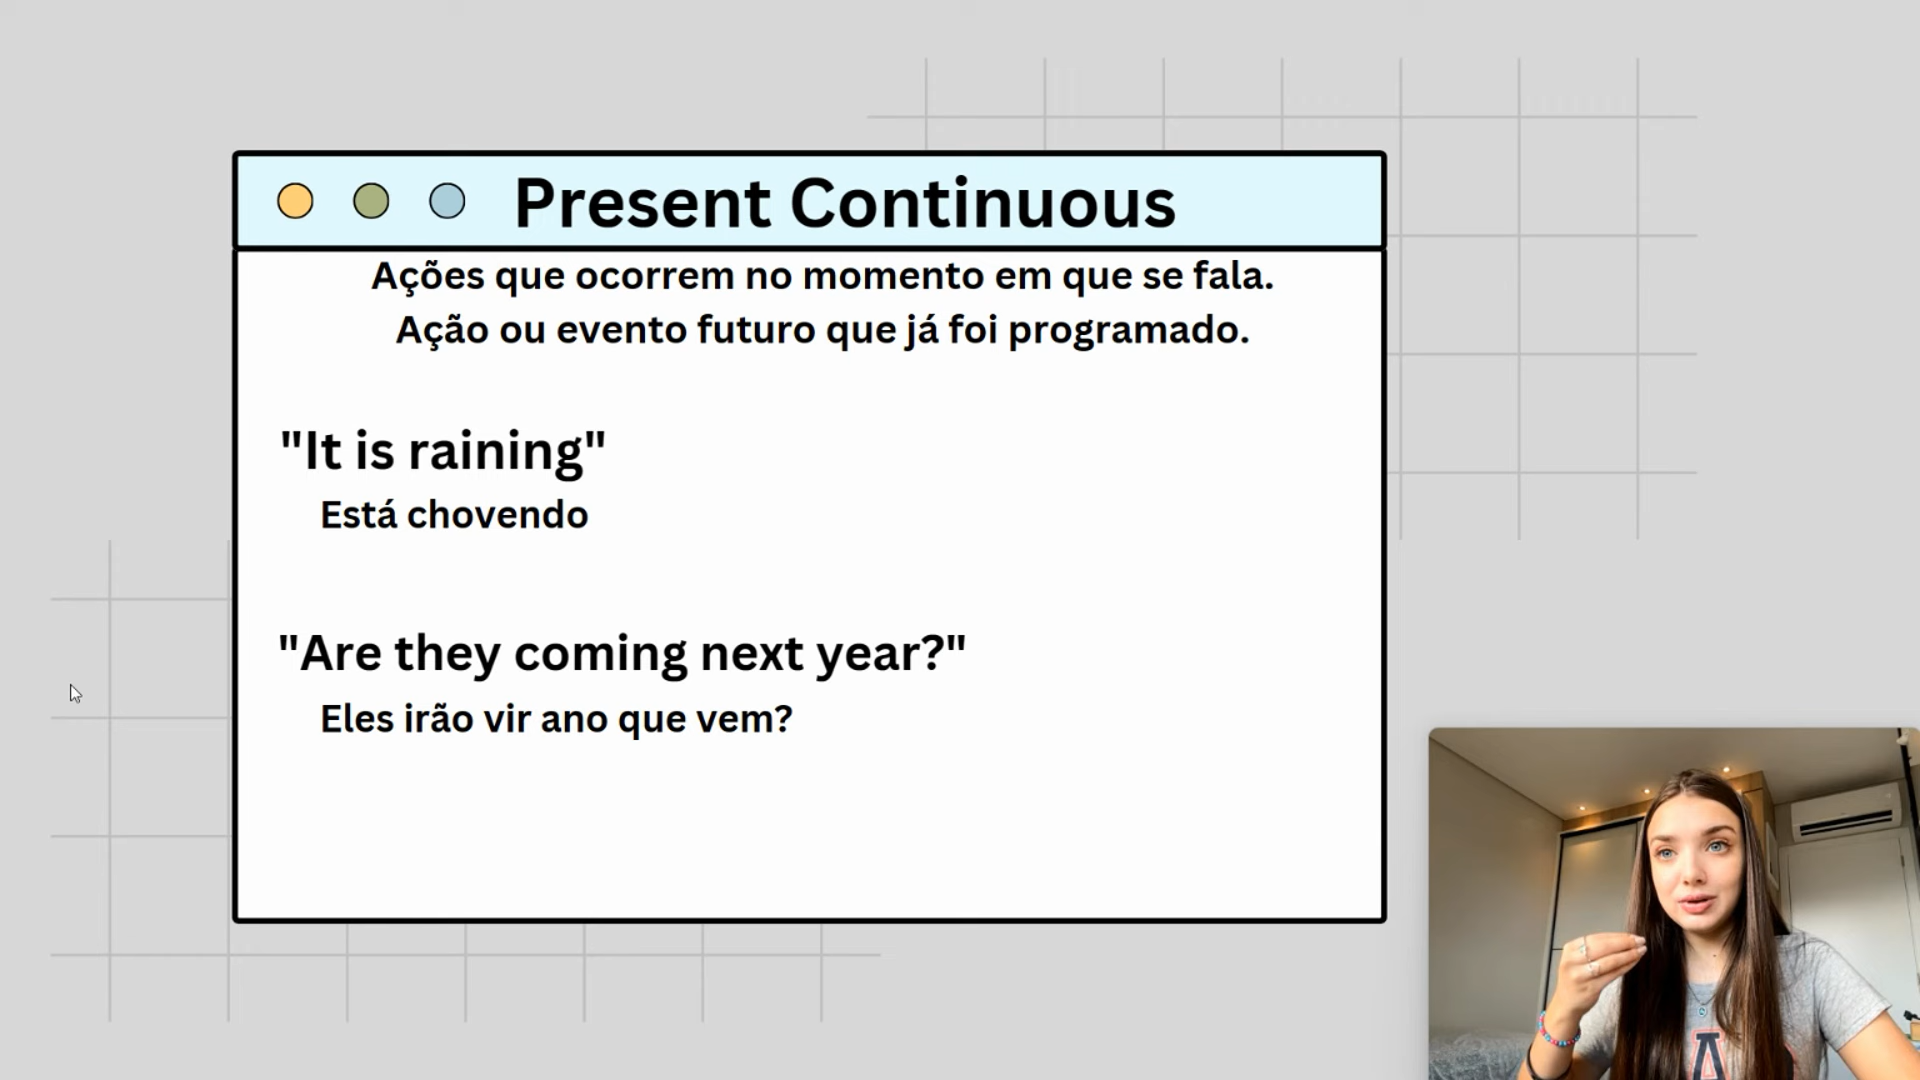 Present Continuous
Ações que ocorrem no momento em que se fala.
Ação ou evento futuro que já foi programado.
"It is raining"
Está chovendo
"Are they coming next year?"
Eles irão vir ano que vem?